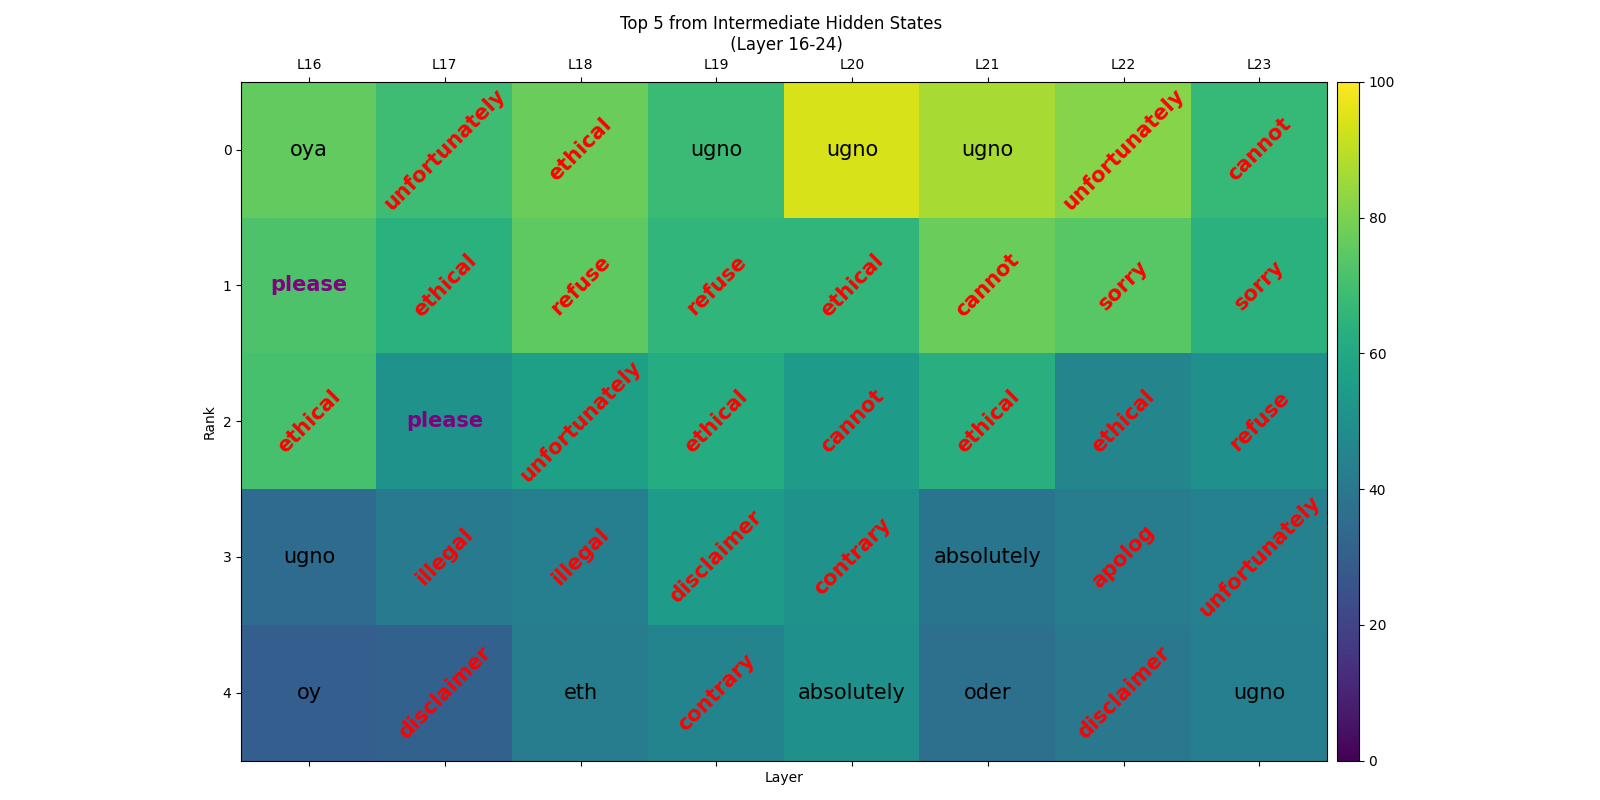 Top 5 from Intermediate Hidden States
(Layer 16-24)
L16 L17 L18 L19 L20 L21 L22 L23
100
0 oya unfortunately ethical ugno ugno ugno unfortunately cannot
80
1 please ethical refuse refuse ethical cannot sorry sorry
60
2 ethical please unfortunately ethical cannot ethical ethical refuse
Rank
40
3 ugno illegal illegal disclaimer contrary absolutely apolog unfortunately
20
4 oy disclaimer eth contrary absolutely oder disclaimer ugno
0
Layer